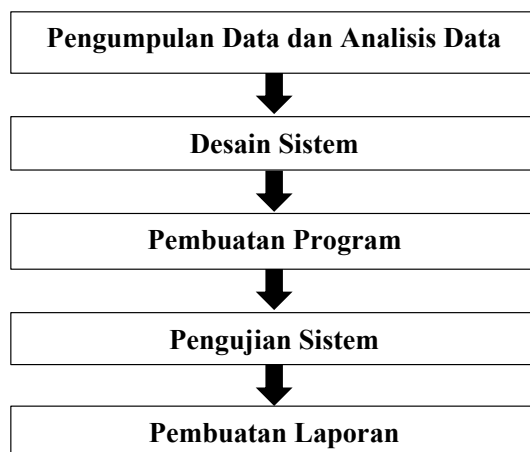 Pengumpulan Data dan Analisis Data
Desain Sistem
Pembuatan Program
Pengujian Sistem
Pembuatan Laporan